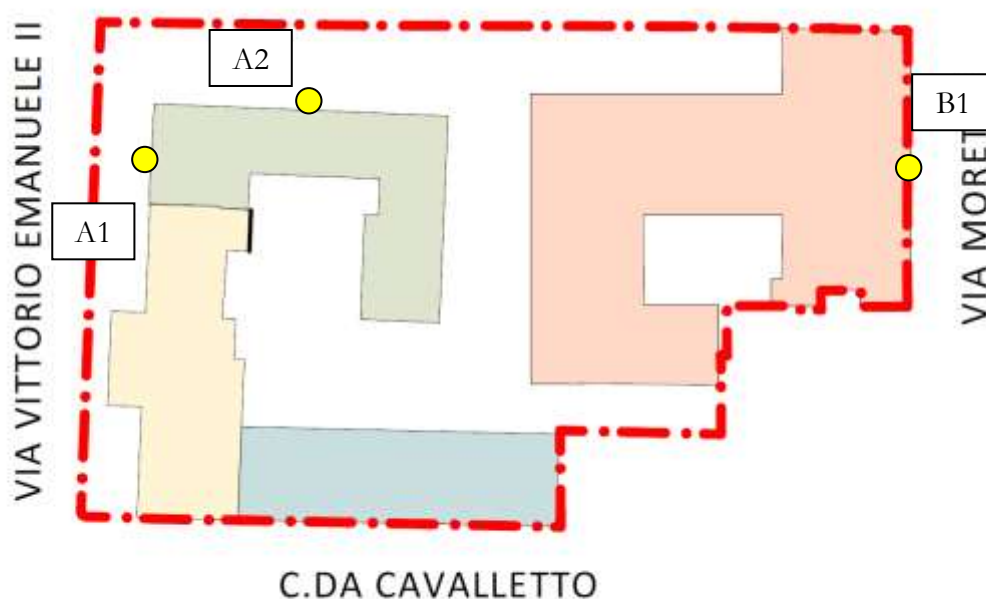 VIA VITTORIO EMANUELE II
A2
A1
B1
VIA MORET
C.DA CAVALLETTO